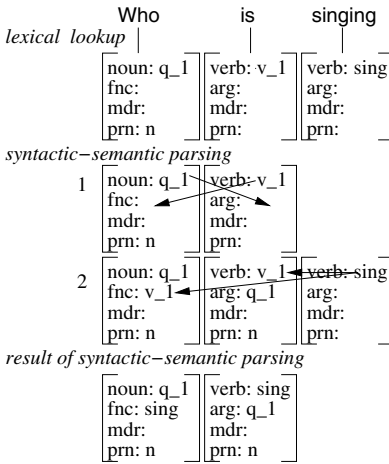 Who is singing
lexical lookup
noun: q_1 verb: v_1 verb: sing
fnc: arg: arg:
mdr: mdr: mdr:
prn: n prn: prn:
syntactic−semantic parsing
1 noun: q_1 verb: v_1
fnc: arg:
mdr: mdr:
prn: n prn:
2 noun: q_1 verb: v_1 verb: sing
fnc: v_1 arg: q_1 arg:
mdr: mdr: mdr:
prn: n prn: n prn:
result of syntactic−semantic parsing
noun: q_1 verb: sing
fnc: sing arg: q_1
mdr: mdr:
prn: n prn: n